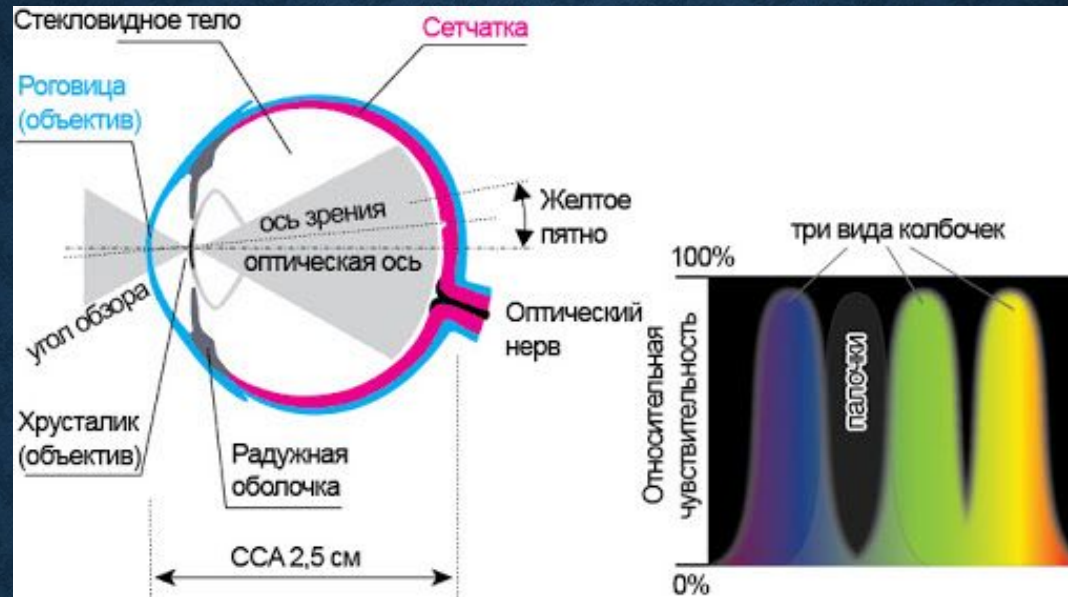 Стекловидное тело
Сетчатка
Роговица
(объектив)
ось зрения
оптическая ось
Желтое
пятно
угол обзора
Оптический
нерв
Хрусталик
(объектив)
Радужная
оболочка
ССА 2,5 см
три вида колбочек
100%
Относительная
чувствительность
палочки
0%